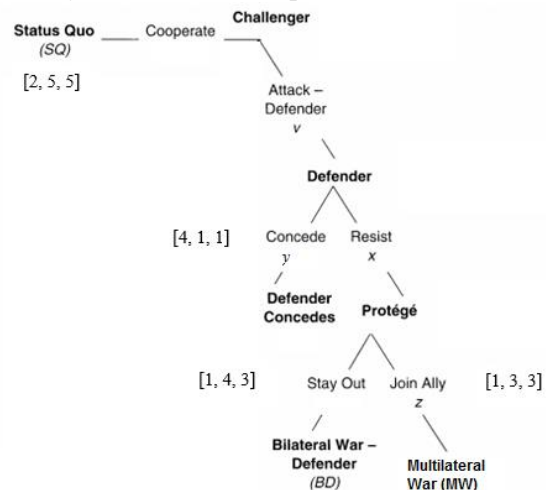 Challenger
Status Quo
(SQ)
Cooperate
[2, 5, 5]
Attack –
Defender
v
Defender
[4, 1, 1]
Concede
y
Resist
x
Defender
Concedes
Protégé
[1, 4, 3]
Stay Out
Join Ally
z
[1, 3, 3]
Bilateral War –
Defender
(BD)
Multilateral
War (MW)